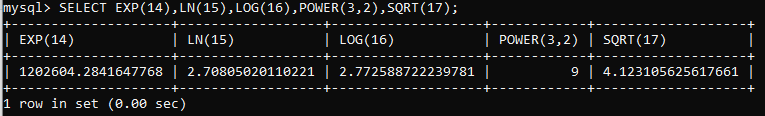 mysql> SELECT EXP(14),LN(15),LOG(16),POWER(3,2),SQRT(17);
+--------------------+------------------+-------------------+------------+-------------------+
| EXP(14)            | LN(15)           | LOG(16)           | POWER(3,2) | SQRT(17)          |
+--------------------+------------------+-------------------+------------+-------------------+
| 1202604.2841647768 | 2.70805020110221 | 2.772588722239781 |          9 | 4.123105625617661 |
+--------------------+------------------+-------------------+------------+-------------------+
1 row in set (0.00 sec)